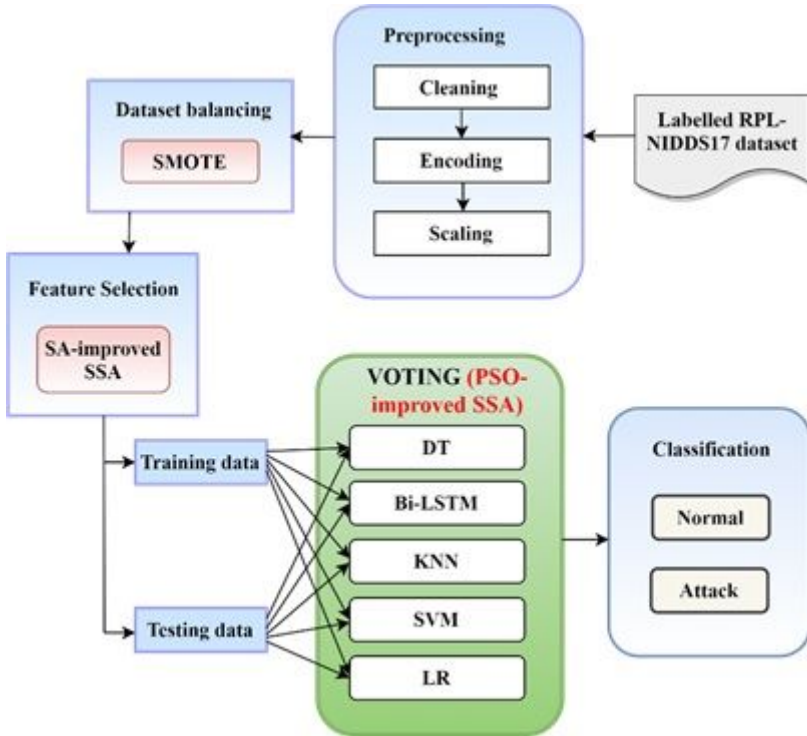 Preprocessing
Cleaning
Encoding
Scaling
Labelled RPL-
NIDDS17 dataset
Dataset balancing
SMOTE
Feature Selection
SA-improved
SSA
Training data
Testing data
VOTING (PSO-
improved SSA)
DT
Bi-LSTM
KNN
SVM
LR
Classification
Normal
Attack